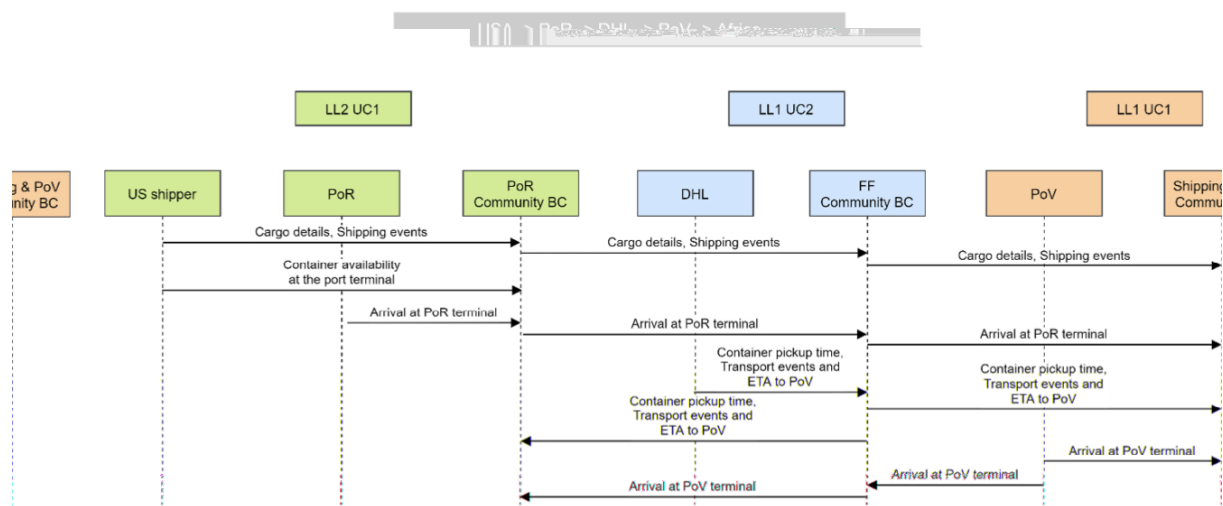 LL2 UC1
LL1 UC2
LL1 UC1
g & PoV
nity BC
US shipper
PoR
PoR
Community BC
DHL
FF
Community BC
PoV
Shipping
Commu
Cargo details, Shipping events
Cargo details, Shipping events
Cargo details, Shipping events
Container availability
at the port terminal
Arrival at PoR terminal
Arrival at PoR terminal
Arrival at PoR terminal
Container pickup time,
Transport events and
ETA to PoV
Container pickup time,
Transport events and
ETA to PoV
Container pickup time,
Transport events and
ETA to PoV
Arrival at PoV terminal
Arrival at PoV terminal
Arrival at PoV terminal